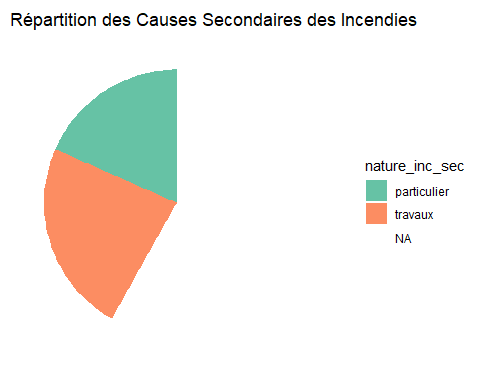 Répartition des Causes Secondaires des Incendies
nature_inc_sec
particulier
travaux
NA